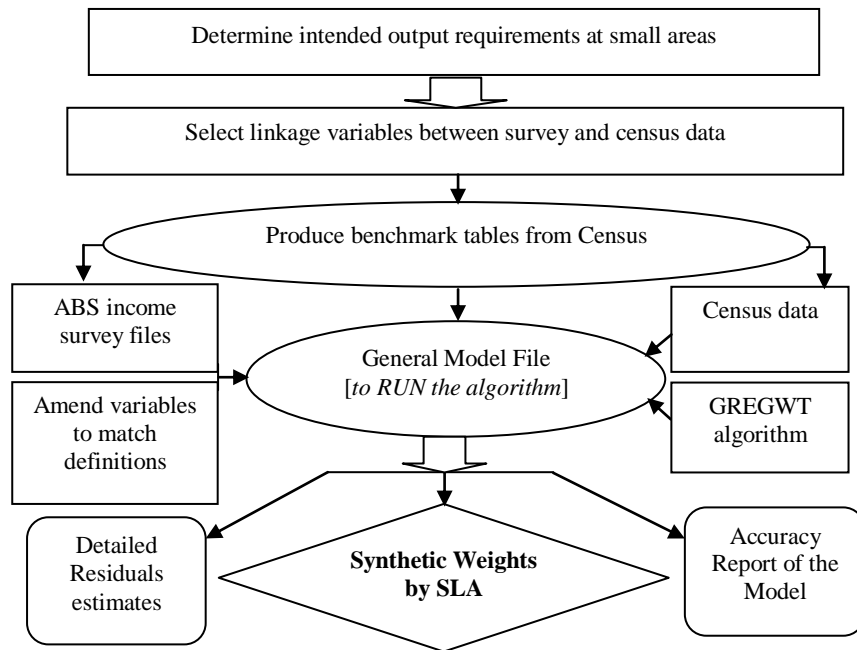 Determine intended output requirements at small areas
Select linkage variables between survey and census data
Produce benchmark tables from Census
ABS income
survey files
Census data
General Model File
[to RUN the algorithm]
Amend variables
to match
definitions
GREGWT
algorithm
Detailed
Residuals
estimates
Synthetic Weights
by SLA
Accuracy
Report of the
Model